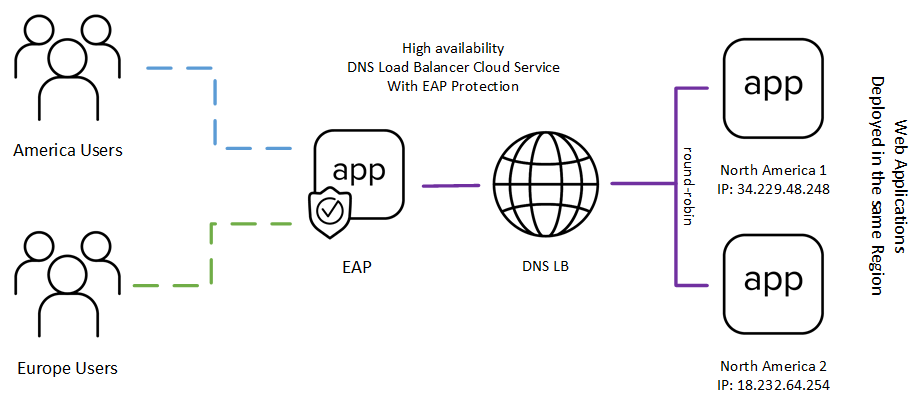 High availability
DNS Load Balancer Cloud Service
With EAP Protection
America Users
Europe Users
app
EAP
DNS LB
round-robin
app
North America 1
IP: 34.229.48.248
app
North America 2
IP: 18.232.64.254
Web Applications
Deployed in the same Region